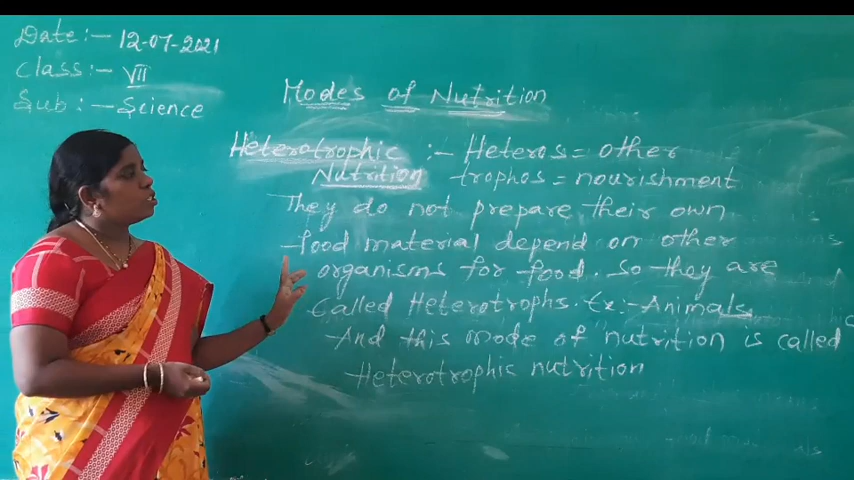 Date:- 12-07-2021
Class:- VII
Sub:- Science
Modes of Nutrition
Heterotrophic :- Heteros = other
Nutrition trophos = nourishment
They do not prepare their own
food material depend on other
organisms for food. So they are
Called Heterotrophs. Ex:- Animals
And this mode of nutrition is called
Heterotrophic nutrition